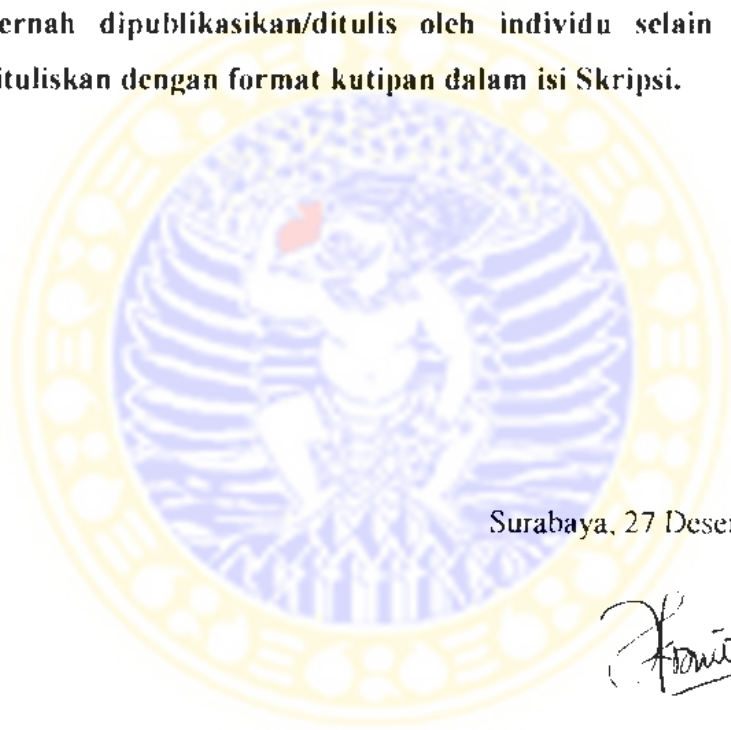 ernah dipublikasikan/ditulis oleh individu selain
ituliskan dengan format kutipan dalam isi Skripsi.
Surabaya, 27 Dese